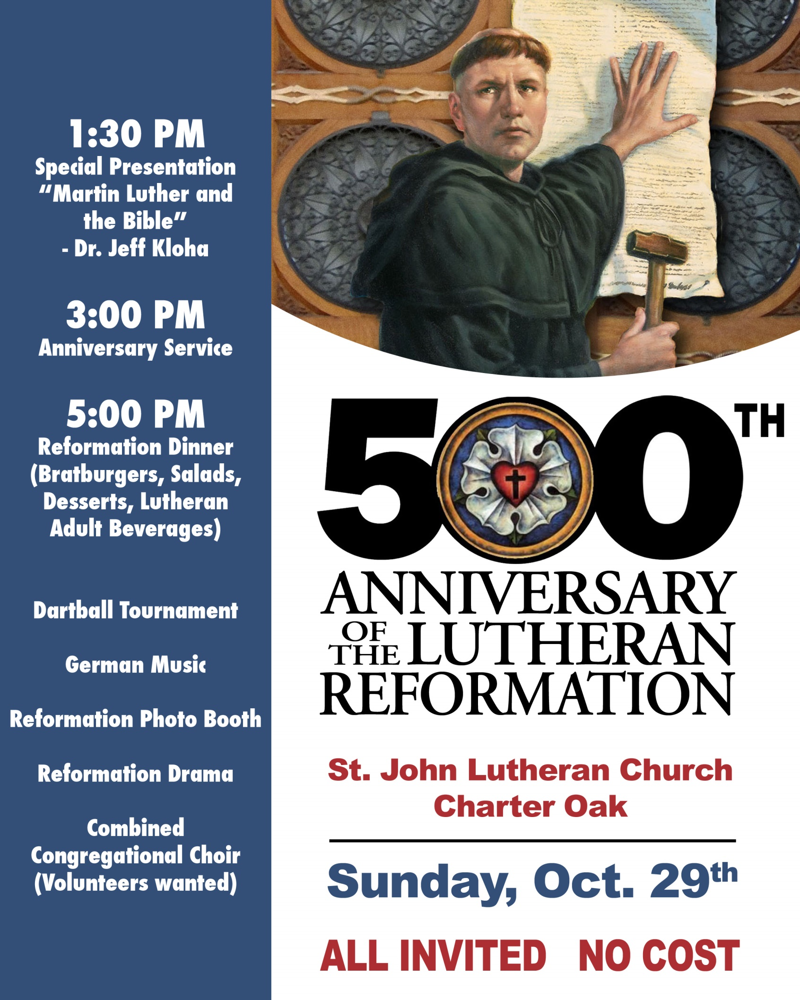 1:30 PM
Special Presentation
“Martin Luther and
the Bible”
- Dr. Jeff Kloha
3:00 PM
Anniversary Service
5:00 PM
Reformation Dinner
(Bratburgers, Salads,
Desserts, Lutheran
Adult Beverages)
Dartball Tournament
German Music
Reformation Photo Booth
Reformation Drama
Combined
Congregational Choir
(Volunteers wanted)
500TH
ANNIVERSARY
OF THE LUTHERAN
REFORMATION
St. John Lutheran Church
Charter Oak
Sunday, Oct. 29th
ALL INVITED NO COST